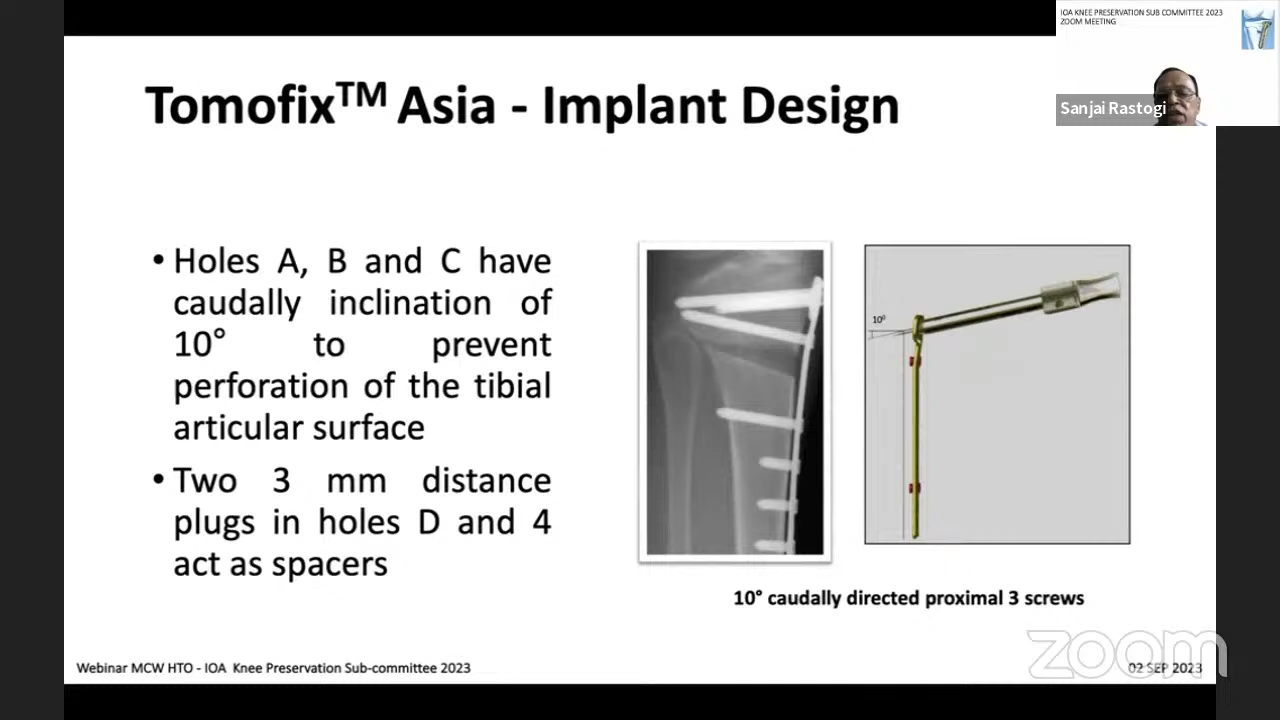 IOA KNEE PRESERVATION SUB COMMITTEE 2023
ZOOM MEETING
Sanjai Rastogi
Tomofix™ Asia - Implant Design
• Holes A, B and C have
caudally inclination of
10° to prevent
perforation of the tibial
articular surface
• Two 3 mm distance
plugs in holes D and 4
act as spacers
10°
10° caudally directed proximal 3 screws
Webinar MCW HTO - IOA Knee Preservation Sub-committee 2023
02 SEP 2023
zoom